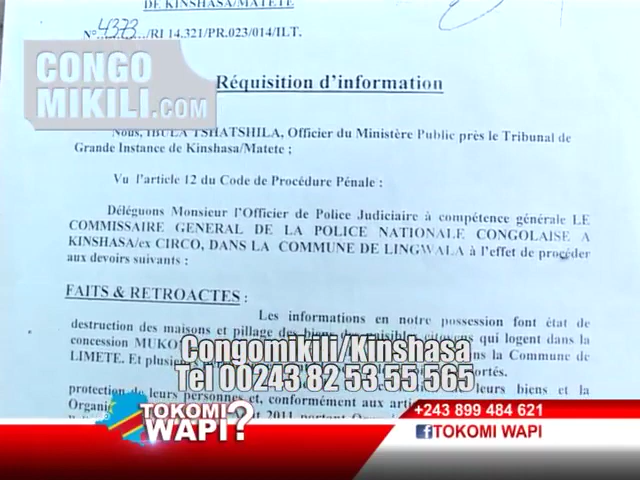 DE KINSHASA/MATETE
N°....4373.../RI 14.321/PR.023/014/ILT.
CONGO
MIKILI.COM
Réquisition d'information
Nous, IBULA TSHATSHILA, Officier du Ministère Public près le Tribunal de
Grande Instance de Kinshasa/Matete ;
Vu l'article 12 du Code de Procédure Pénale :
Déléguons Monsieur l'Officier de Police Judiciaire à compétence générale LE
COMMISSAIRE GENERAL DE LA POLICE NATIONALE CONGOLAISE A
KINSHASA/ex CIRCO, DANS LA COMMUNE DE LINGWALA à l'effet de procéder
aux devoirs suivants :
FAITS & RETROACTES :
Les informations en notre possession font état de
destruction des maisons et pillage des biens des paisibles citoyens qui logent dans la
concession MUKO dans la Commune de
LIMETE. Et plusieurs
Congomikili/Kinshasa
Tel 00243 82 53 55 565
protection de leurs personnes et, conformément aux leurs biens et la
2011 portant
TOKOMI
WAPI?
+243 899 484 621
f TOKOMI WAPI